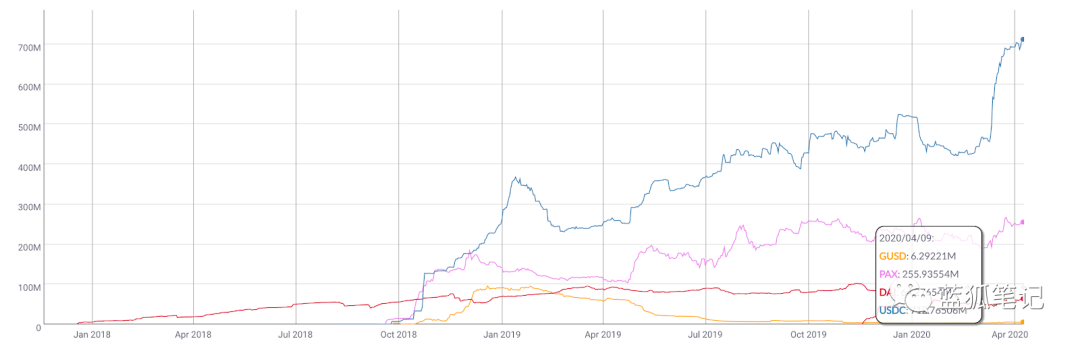 700M
600M
500M
400M
300M
200M
100M
0
Jan 2018
Apr 2018
Jul 2018
Oct 2018
Jan 2019
Apr 2019
Jul 2019
Oct 2019
Jan 2020
Apr 2020
2020/04/09:
GUSD: 6.29221M
PAX: 255.93554M
USDC:
蓝狐笔记